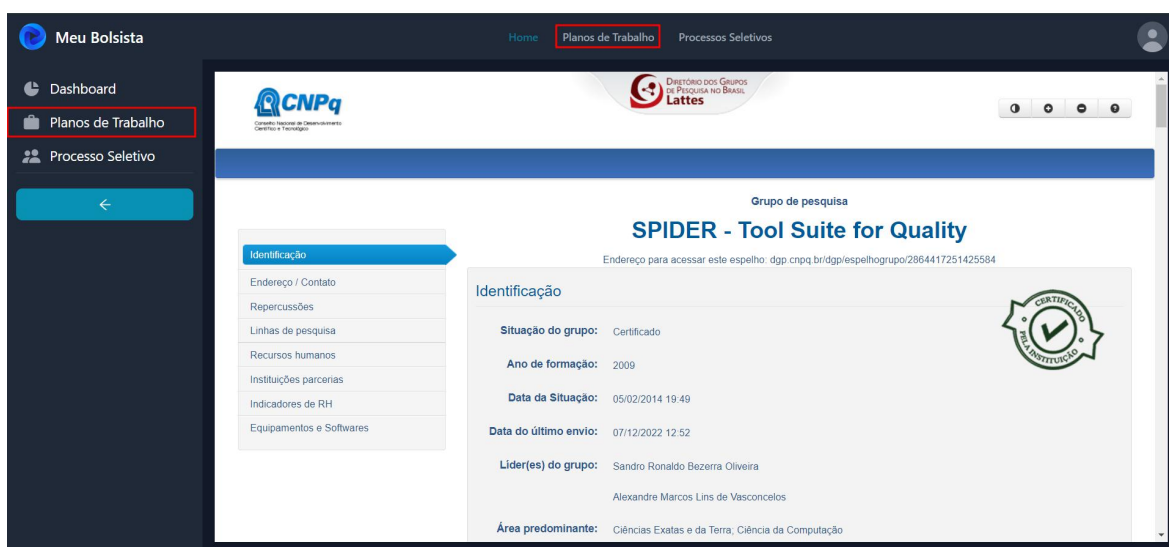 Meu Bolsista
Home Planos de Trabalho Processos Seletivos
Dashboard
Planos de Trabalho
Processo Seletivo
CNPq
Conselho Nacional de Desenvolvimento
Científico e Tecnológico
DIRETÓRIO DOS GRUPOS
DE PESQUISA NO BRASIL
Lattes
Grupo de pesquisa
SPIDER - Tool Suite for Quality
Endereço para acessar este espelho: dgp.cnpq.br/dgp/espelhogrupo/2864417251425584
Identificação
Endereço / Contato
Repercussões
Linhas de pesquisa
Recursos humanos
Instituições parcerias
Indicadores de RH
Equipamentos e Softwares
Identificação
CERTIFICADO
PELA INSTITUIÇÃO
Situação do grupo: Certificado
Ano de formação: 2009
Data da Situação: 05/02/2014 19:49
Data do último envio: 07/12/2022 12:52
Líder(es) do grupo: Sandro Ronaldo Bezerra Oliveira
Alexandre Marcos Lins de Vasconcelos
Área predominante: Ciências Exatas e da Terra; Ciência da Computação